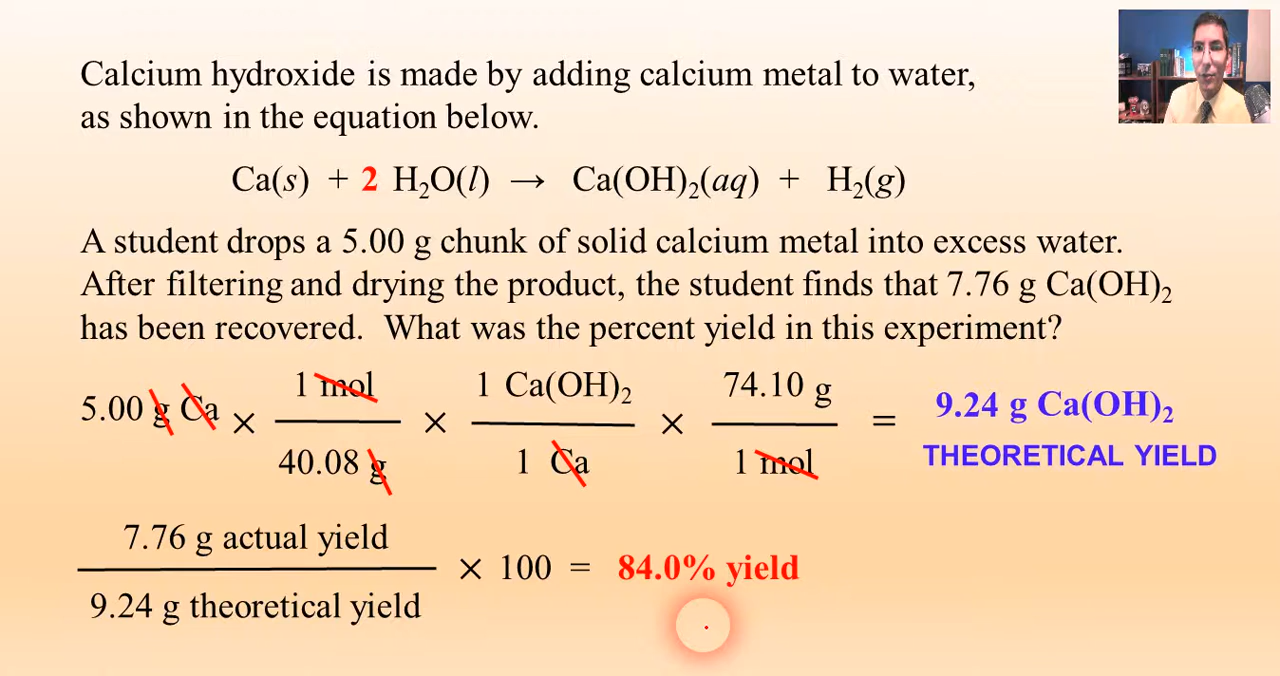 Calcium hydroxide is made by adding calcium metal to water,
as shown in the equation below.
Ca(s) + 2 H₂O(l) → Ca(OH)₂(aq) + H₂(g)
A student drops a 5.00 g chunk of solid calcium metal into excess water.
After filtering and drying the product, the student finds that 7.76 g Ca(OH)₂
has been recovered. What was the percent yield in this experiment?
5.00 g Ca × 1 mol / 40.08 g × 1 Ca(OH)₂ / 1 Ca × 74.10 g / 1 mol = 9.24 g Ca(OH)₂
THEORETICAL YIELD
7.76 g actual yield / 9.24 g theoretical yield × 100 = 84.0% yield